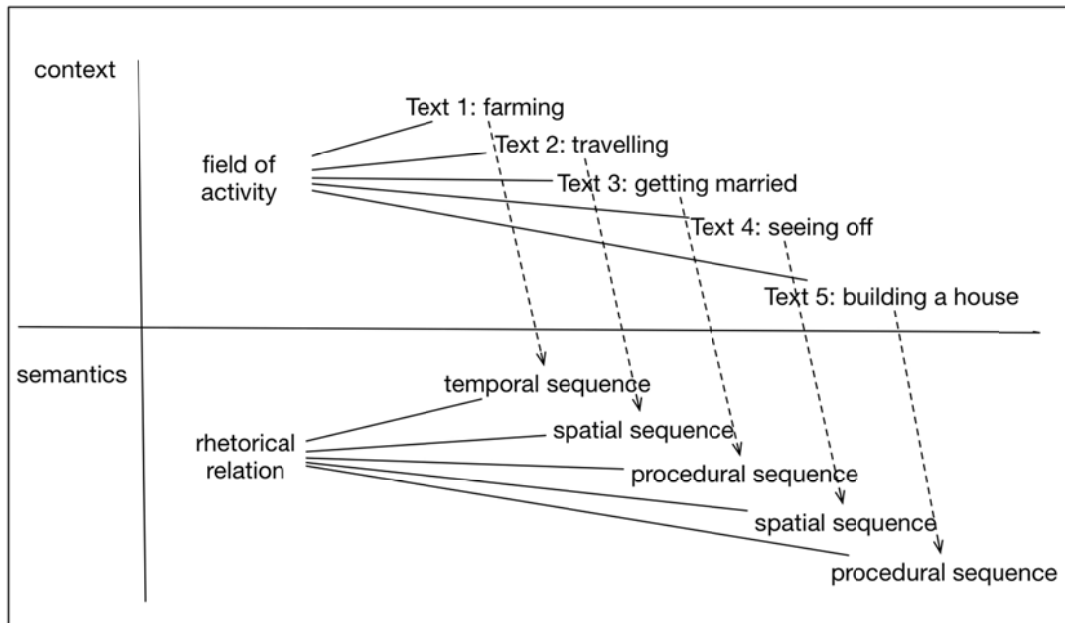 context
Text 1: farming
Text 2: travelling
field of
activity
Text 3: getting married
Text 4: seeing off
Text 5: building a house
semantics
temporal sequence
spatial sequence
rhetorical
relation
procedural sequence
spatial sequence
procedural sequence